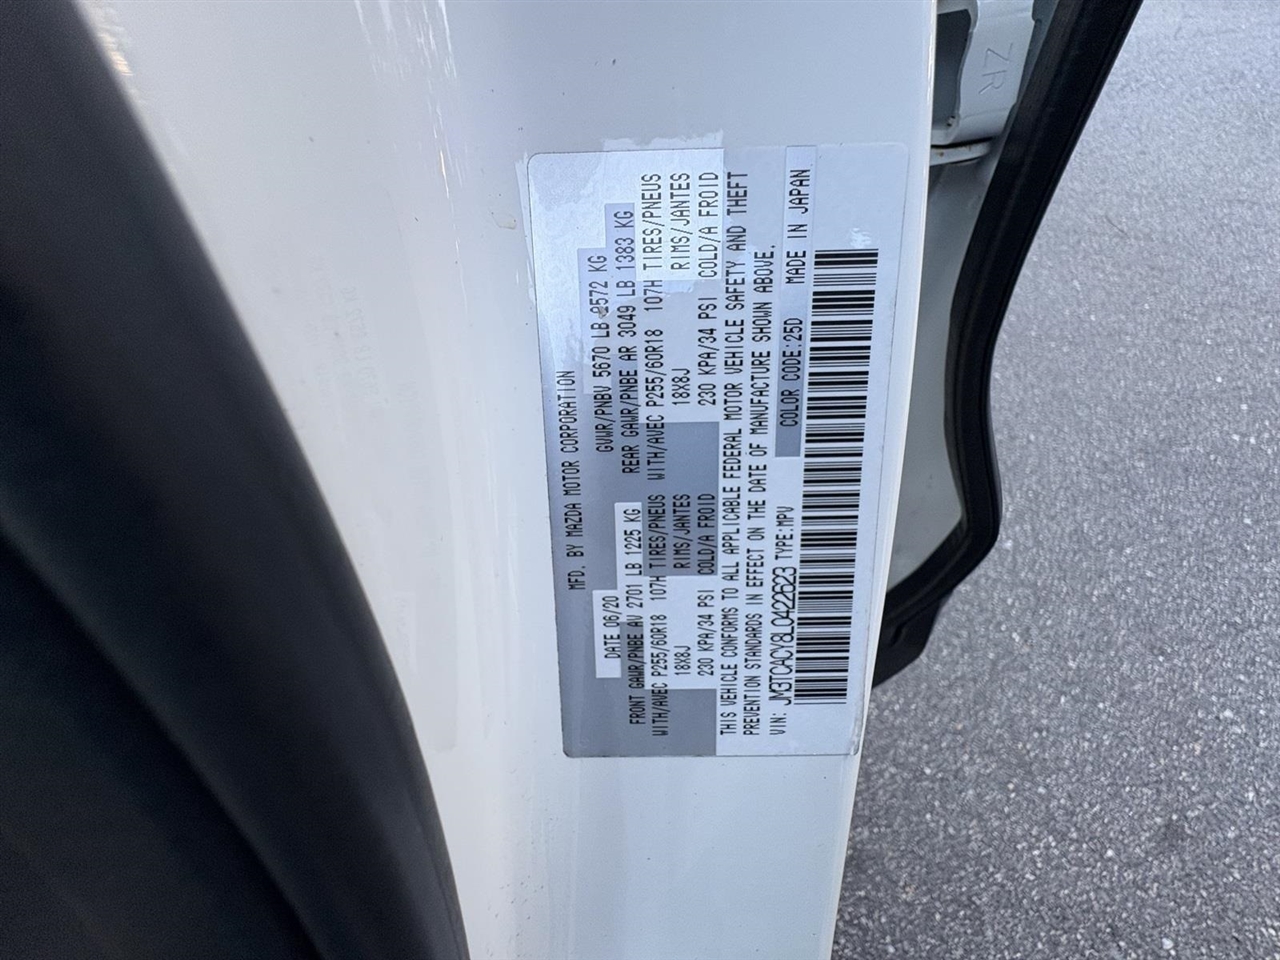 MFD. BY MAZDA MOTOR CORPORATION
DATE 06/20 GVWR/PNBV 5670 LB 2572 KG
FRONT GAWR/PNBE AV 2701 LB 1225 KG REAR GAWR/PNBE AR 3049 LB 1383 KG
WITH/AVEC P255/60R18 107H TIRES/PNEUS WITH/AVEC P255/60R18 107H TIRES/PNEUS
18X8J RIMS/JANTES 18X8J RIMS/JANTES
230 KPA/34 PSI COLD/A FROID 230 KPA/34 PSI COLD/A FROID
THIS VEHICLE CONFORMS TO ALL APPLICABLE FEDERAL MOTOR VEHICLE SAFETY AND THEFT
PREVENTION STANDARDS IN EFFECT ON THE DATE OF MANUFACTURE SHOWN ABOVE.
VIN: JM3TCACY8L0422623 TYPE:MPV COLOR CODE:25D MADE IN JAPAN
ZR